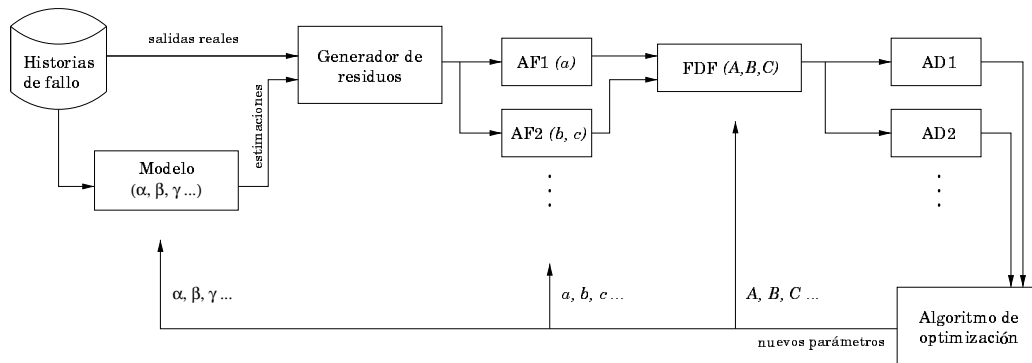 Historias
de fallo
salidas reales
estimaciones
Modelo
(α, β, γ ...)
Generador de
residuos
AF1 (a)
AF2 (b, c)
FDF (A,B,C)
AD1
AD2
α, β, γ ...
a, b, c ...
A, B, C ...
nuevos parámetros
Algoritmo de
optimización